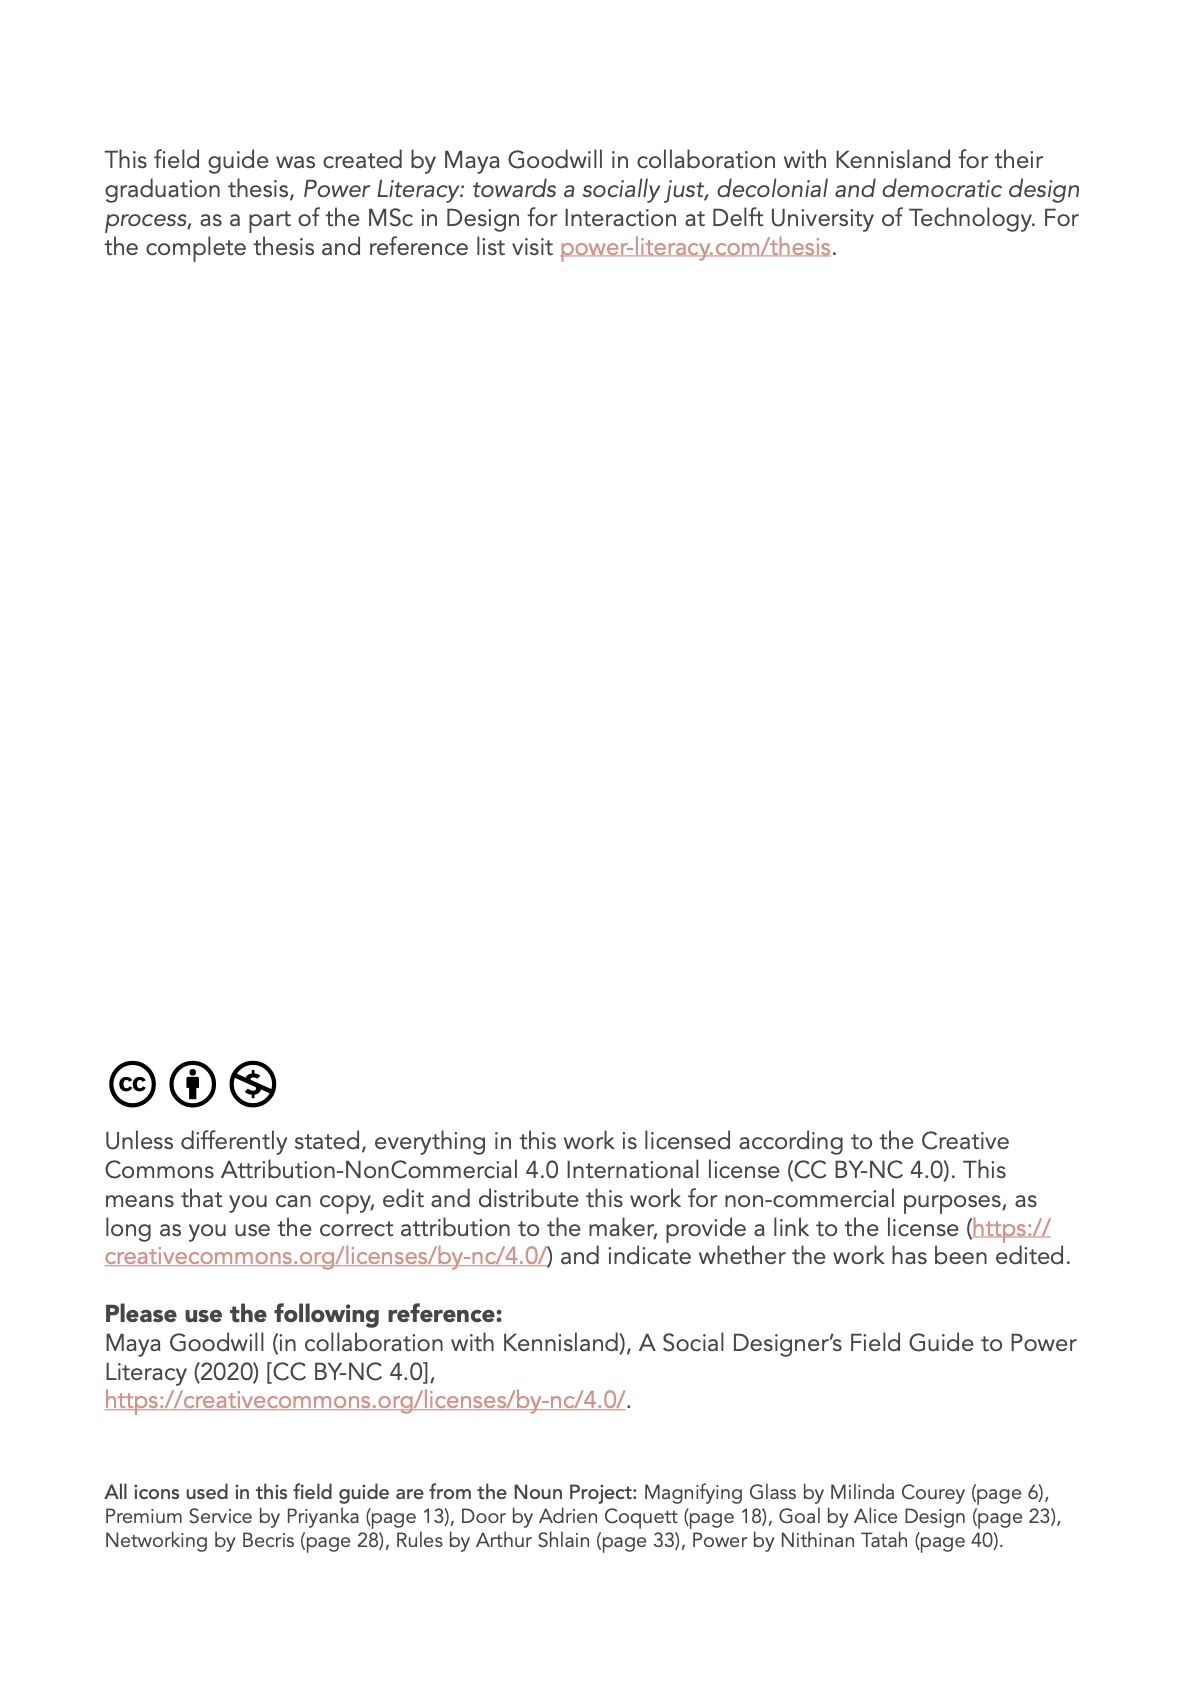 This field guide was created by Maya Goodwill in collaboration with Kennisland for their
graduation thesis, Power Literacy: towards a socially just, decolonial and democratic design
process, as a part of the MSc in Design for Interaction at Delft University of Technology. For
the complete thesis and reference list visit power-literacy.com/thesis.
cc $
Unless differently stated, everything in this work is licensed according to the Creative
Commons Attribution-NonCommercial 4.0 International license (CC BY-NC 4.0). This
means that you can copy, edit and distribute this work for non-commercial purposes, as
long as you use the correct attribution to the maker, provide a link to the license (https://
creativecommons.org/licenses/by-nc/4.0/) and indicate whether the work has been edited.
Please use the following reference:
Maya Goodwill (in collaboration with Kennisland), A Social Designer’s Field Guide to Power
Literacy (2020) [CC BY-NC 4.0],
https://creativecommons.org/licenses/by-nc/4.0/.
All icons used in this field guide are from the Noun Project: Magnifying Glass by Milinda Courey (page 6),
Premium Service by Priyanka (page 13), Door by Adrien Coquett (page 18), Goal by Alice Design (page 23),
Networking by Becris (page 28), Rules by Arthur Shlain (page 33), Power by Nithinan Tatah (page 40).